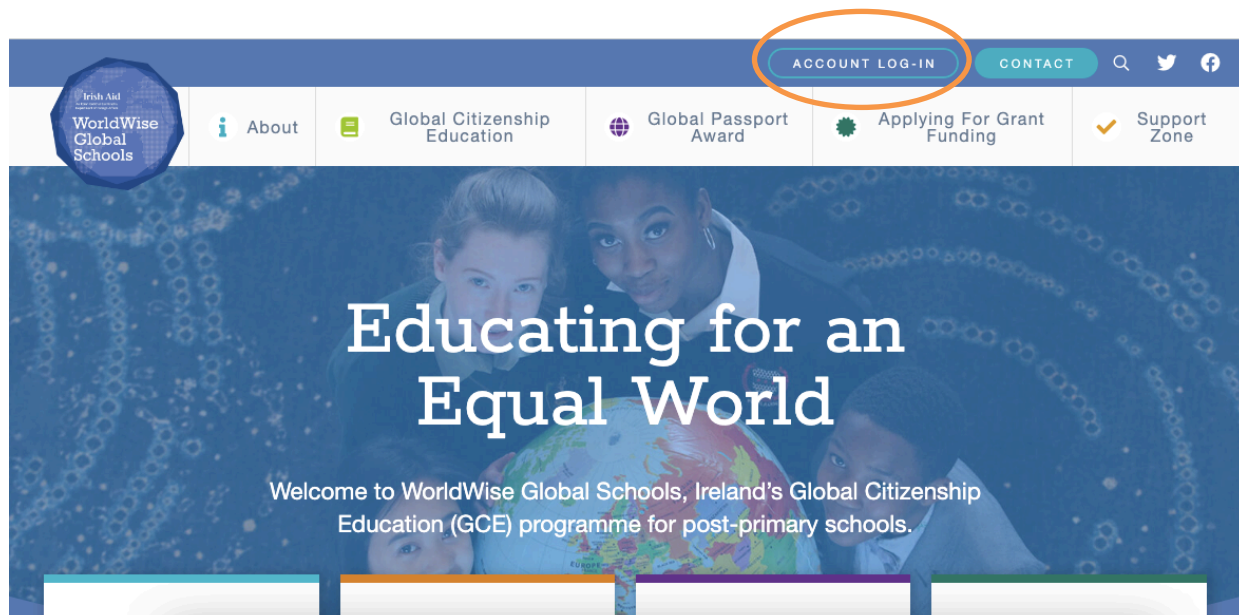 ACCOUNT LOG-IN
CONTACT
Irish Aid
WorldWise
Global
Schools
About
Global Citizenship
Education
Global Passport
Award
Applying For Grant
Funding
Support
Zone
Educating for an
Equal World
Welcome to WorldWise Global Schools, Ireland's Global Citizenship
Education (GCE) programme for post-primary schools.
EUROPE